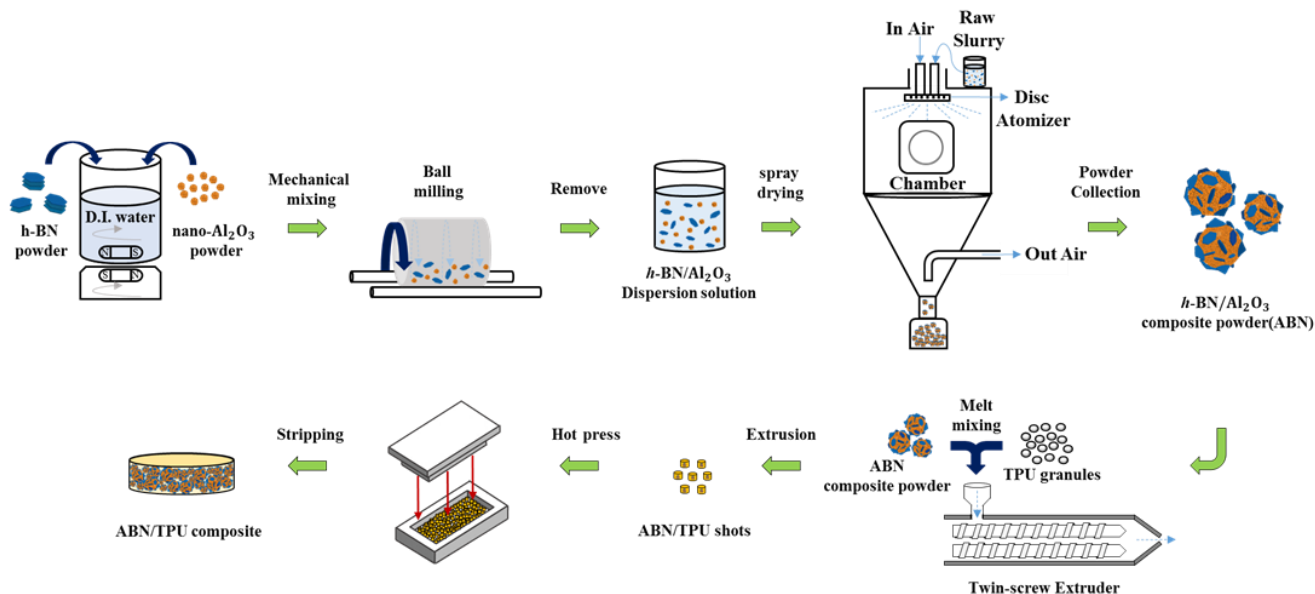 In Air
Raw
Slurry
Disc
Atomizer
Chamber
Out Air
h-BN
powder
D.I. water
nano-Al₂O₃
powder
N S
S N
Mechanical
mixing
Ball
milling
Remove
h-BN/Al₂O₃
Dispersion solution
spray
drying
Powder
Collection
h-BN/Al₂O₃
composite powder(ABN)
Melt
mixing
ABN
composite powder
TPU granules
Twin-screw Extruder
Extrusion
ABN/TPU shots
Hot press
Stripping
ABN/TPU composite